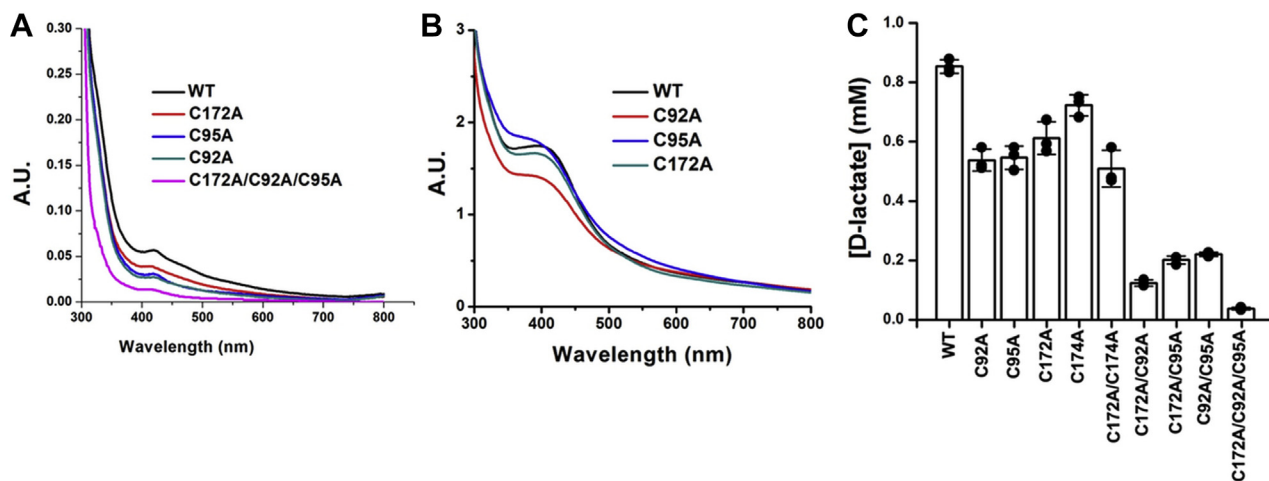 A
0.30
0.25
0.20
0.15
0.10
0.05
0.00
A.U.
WT
C172A
C95A
C92A
C172A/C92A/C95A
300 400 500 600 700 800
Wavelength (nm)
B
3
2
1
0
A.U.
WT
C92A
C95A
C172A
300 400 500 600 700 800
Wavelength (nm)
C
1.0
0.8
0.6
0.4
0.2
0.0
[D-lactate] (mM)
WT
C92A
C95A
C172A
C174A
C172A/C174A
C172A/C92A
C172A/C95A
C92A/C95A
C172A/C92A/C95A